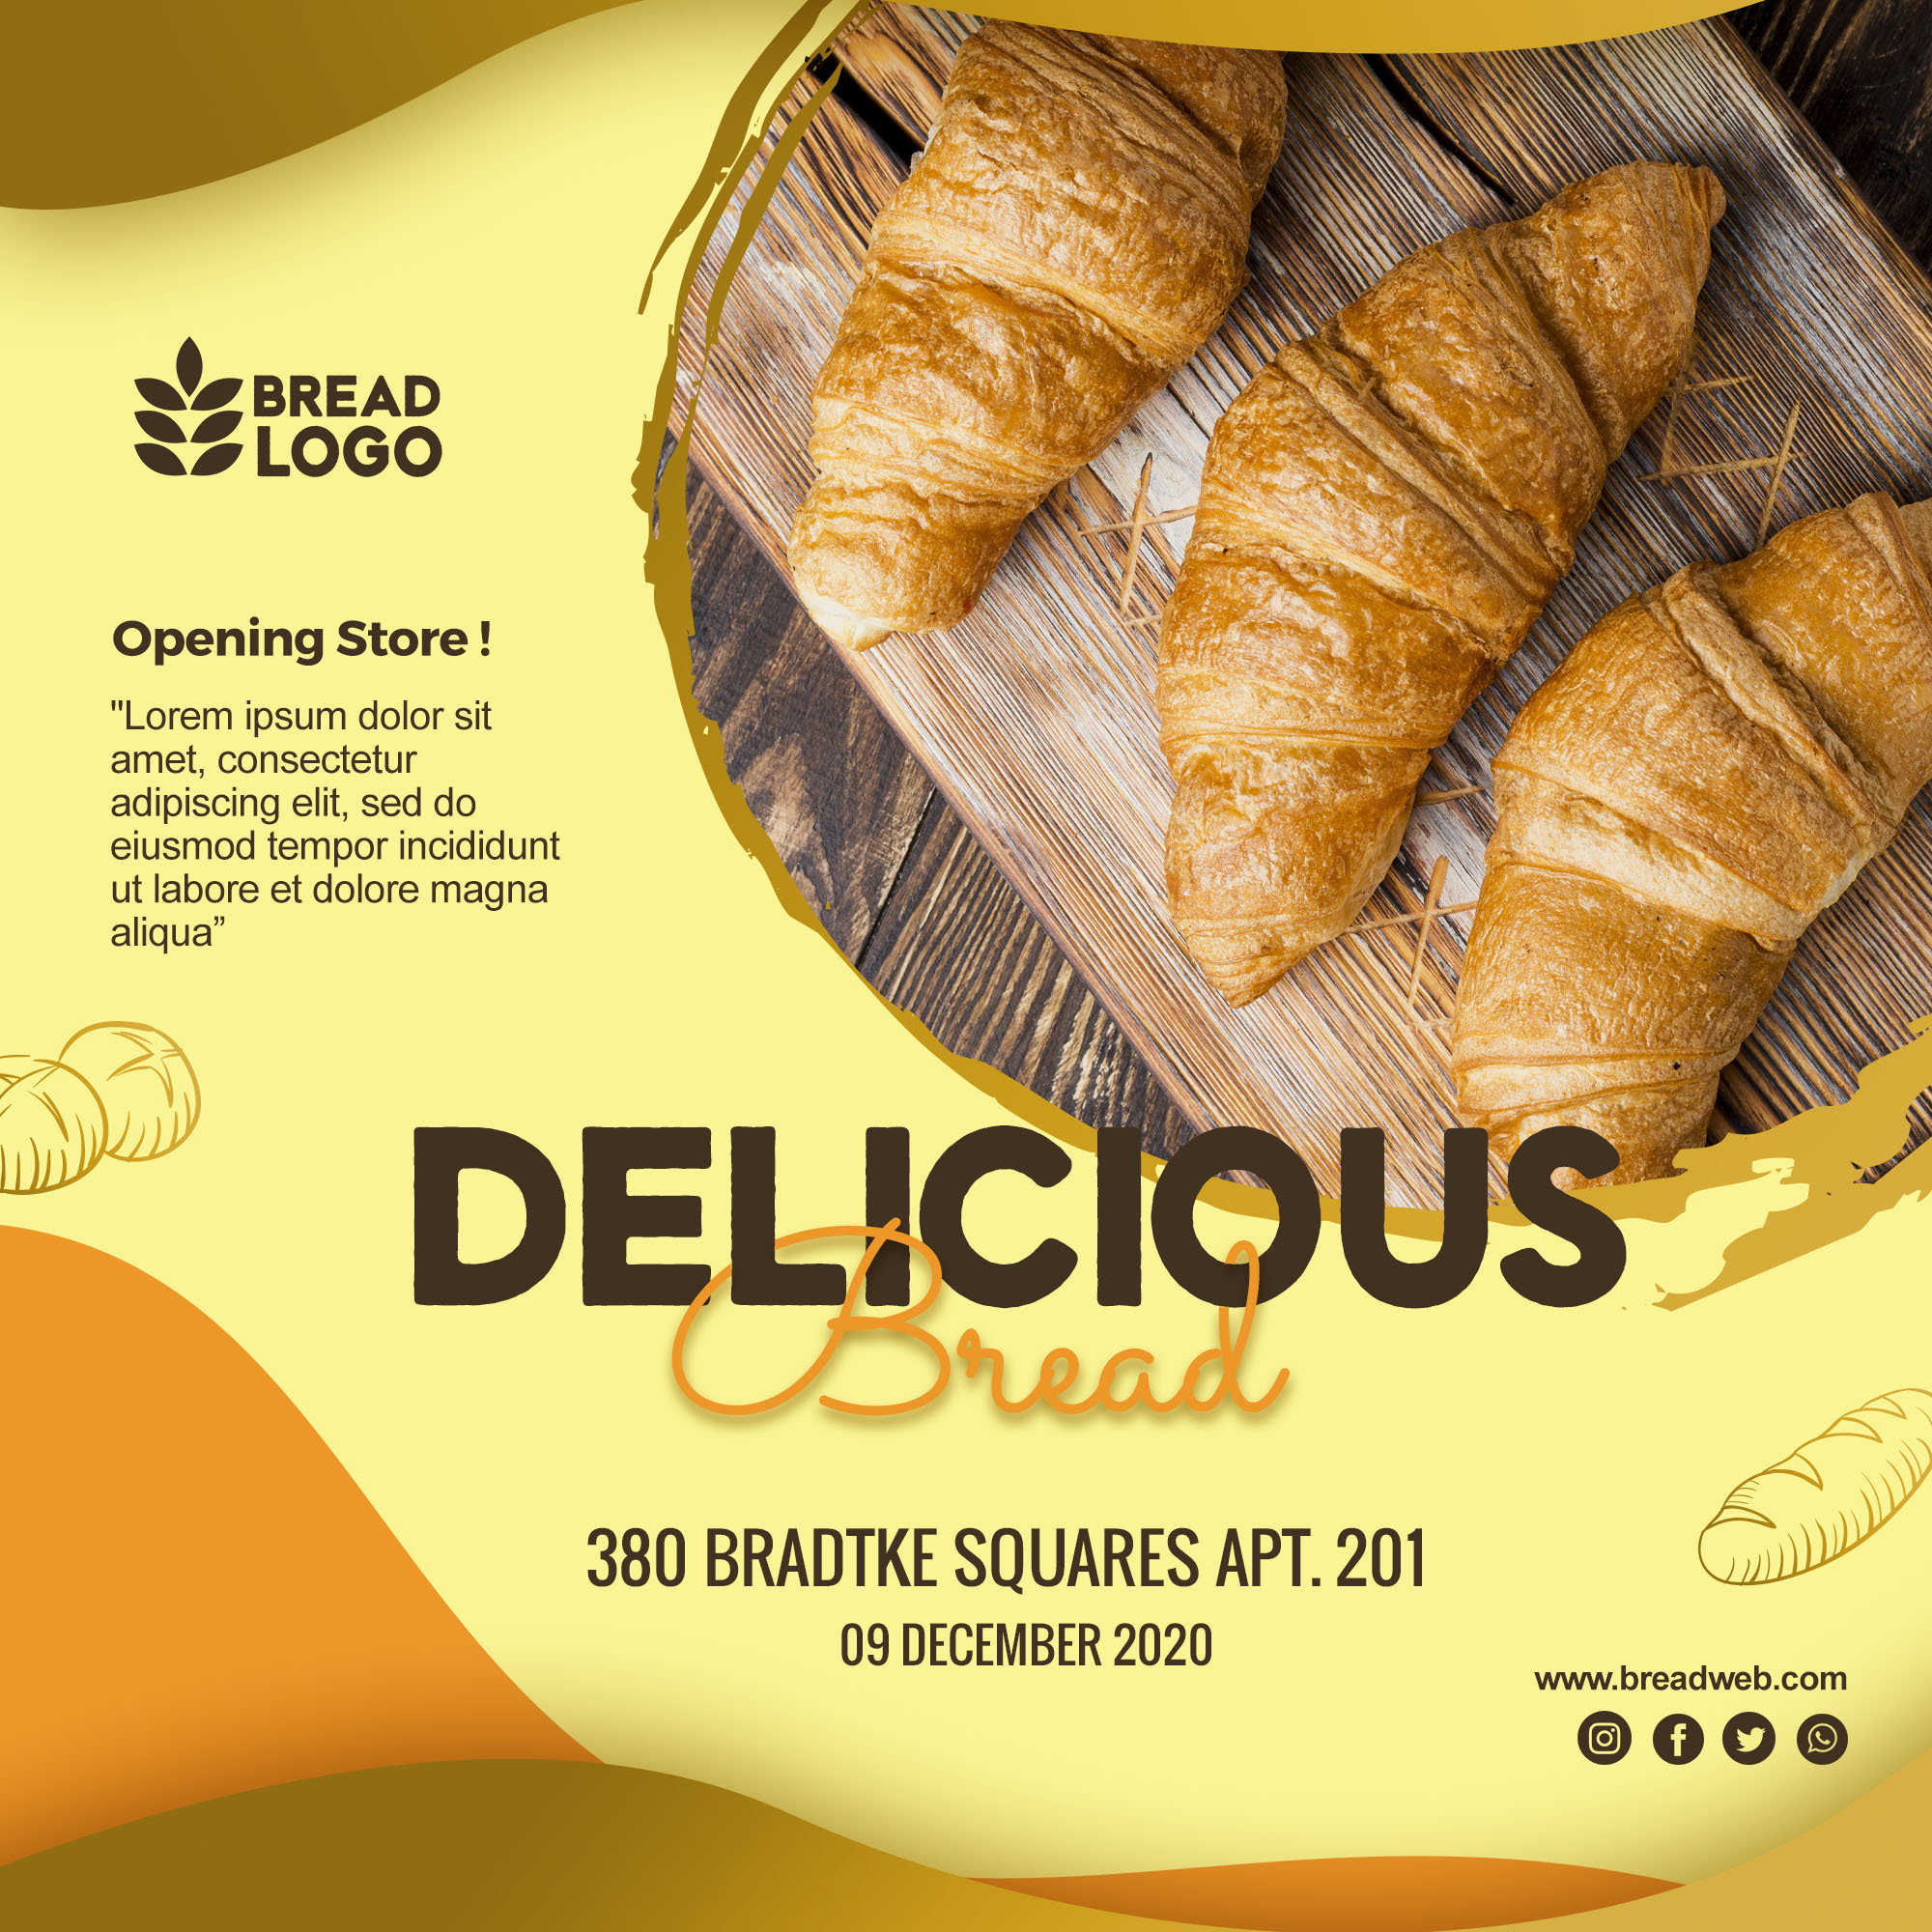 BREAD
LOGO
Opening Store !
"Lorem ipsum dolor sit
amet, consectetur
adipiscing elit, sed do
eiusmod tempor incididunt
ut labore et dolore magna
aliqua”
DELICIOUS
Bread
380 BRADTKE SQUARES APT. 201
09 DECEMBER 2020
www.breadweb.com